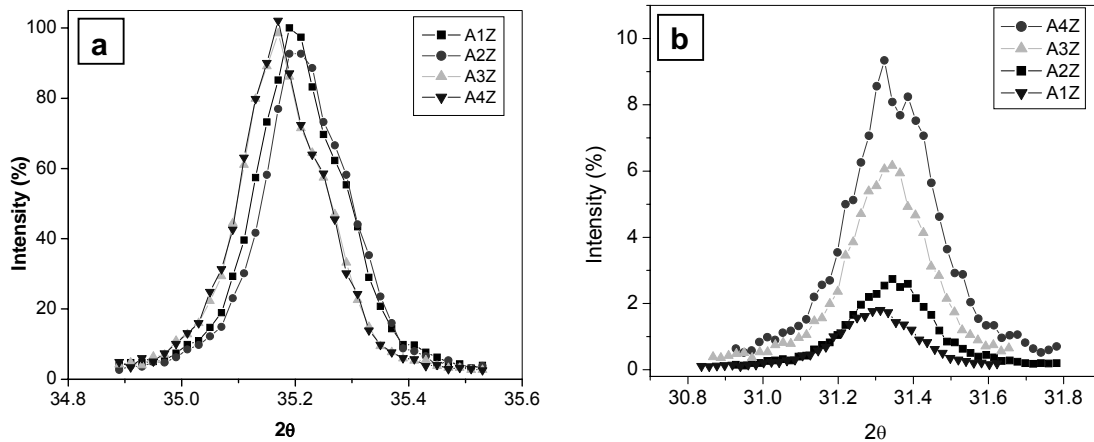 a
A1Z
A2Z
A3Z
A4Z
100
80
60
40
20
0
Intensity (%)
34.8 35.0 35.2 35.4 35.6
2θ
b
A4Z
A3Z
A2Z
A1Z
10
8
6
4
2
0
Intensity (%)
30.8 31.0 31.2 31.4 31.6 31.8
2θ